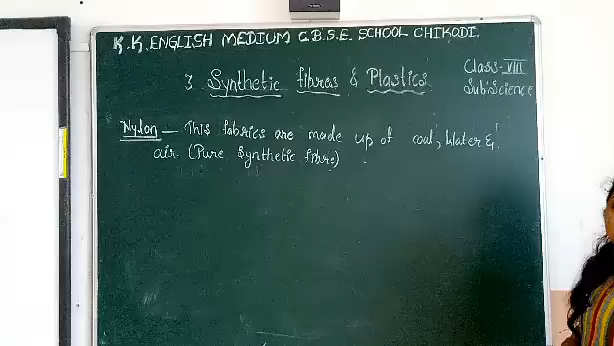 K.K. ENGLISH MEDIUM C.B.S.E. SCHOOL CHIKODI.
Class-VIII
3 Synthetic fibres & Plastics
Sub:Science
Nylon — This fabrics are made up of coal, Water &
air (Pure Synthetic fibre) .